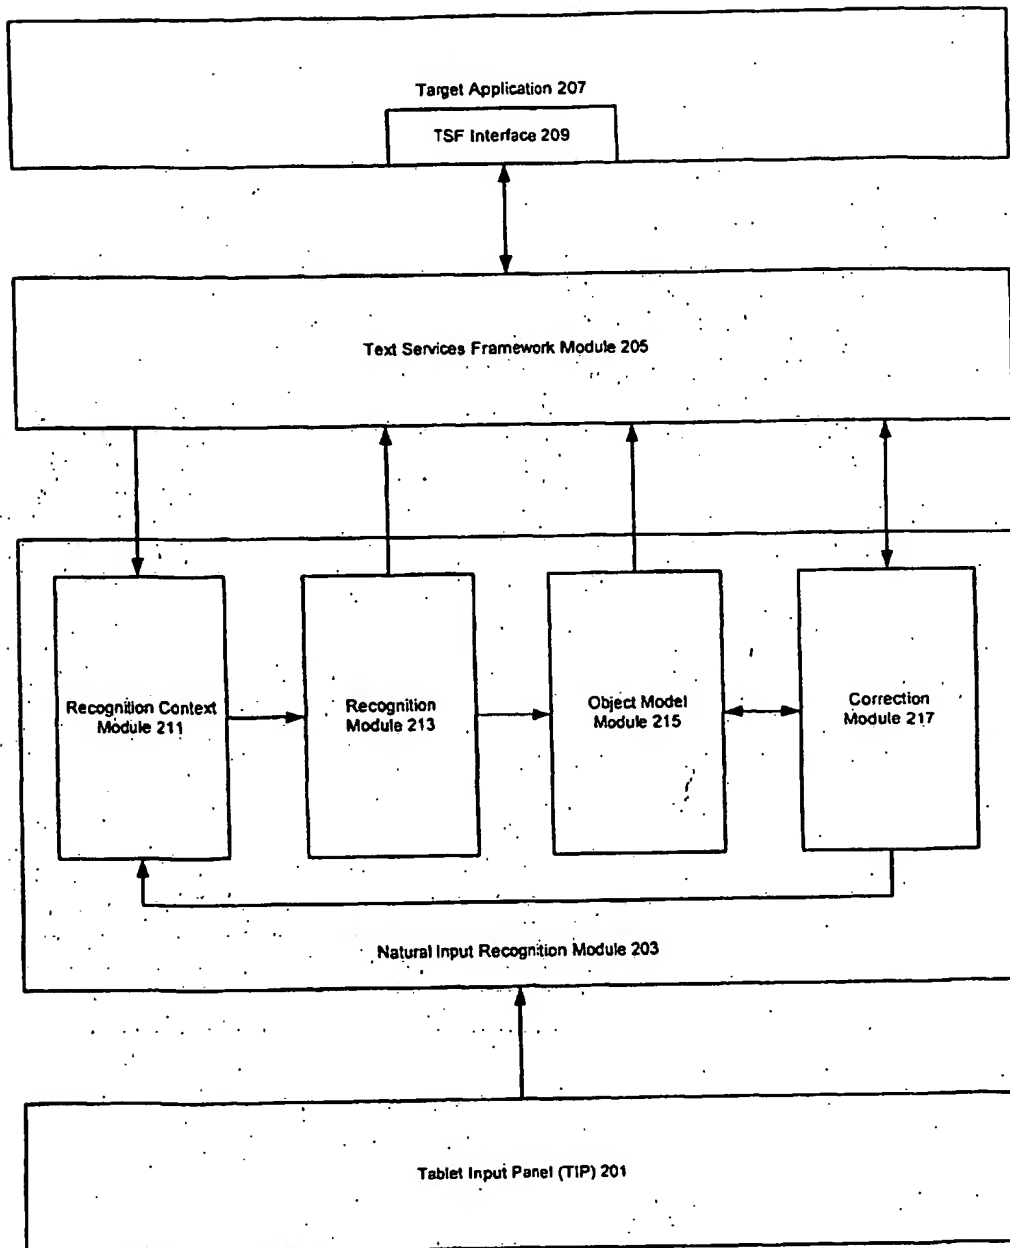 Target Application 207
TSF Interface 209
Text Services Framework Module 205
Recognition Context
Module 211
Recognition
Module 213
Object Model
Module 215
Correction
Module 217
Natural Input Recognition Module 203
Tablet Input Panel (TIP) 201